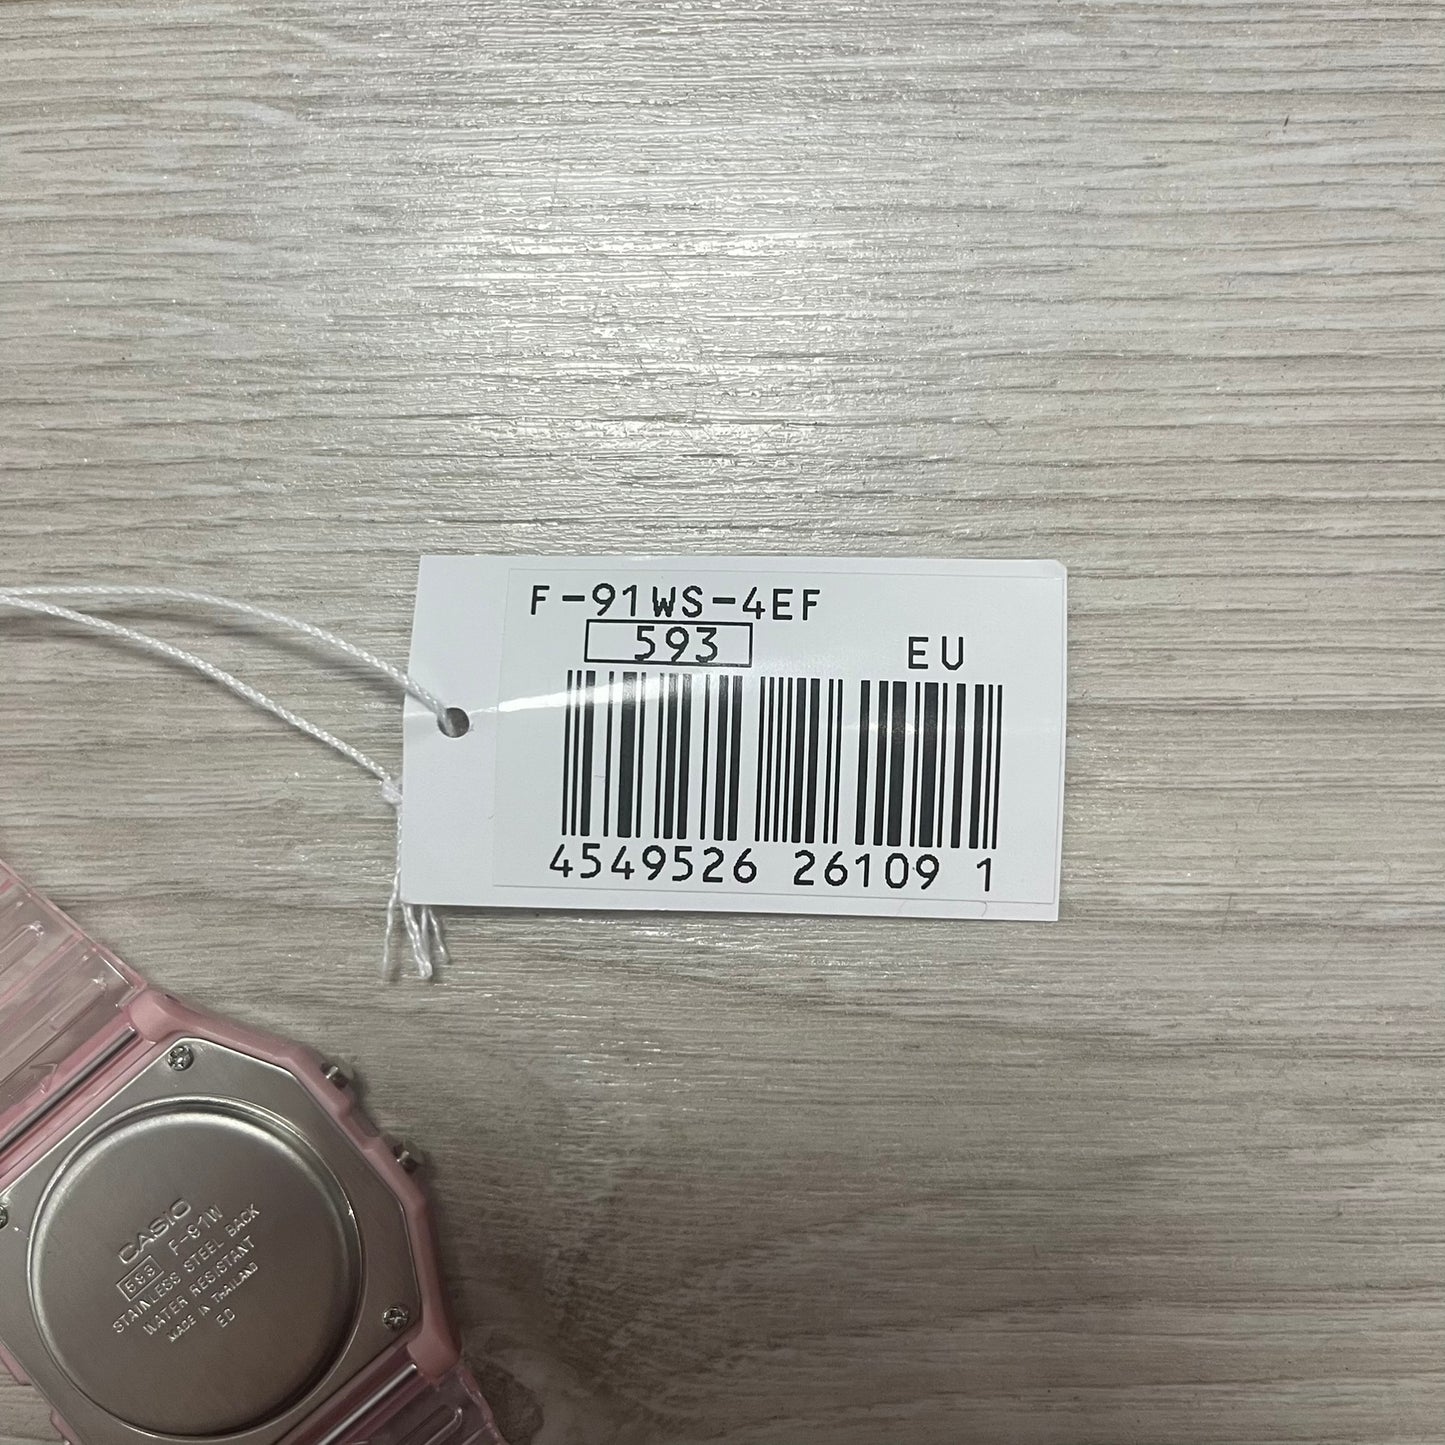 F-91WS-4EF
593
EU
4549526 26109 1
CASIO
593 F-91W
STAINLESS STEEL BACK
WATER RESISTANT
MADE IN THAILAND
ED